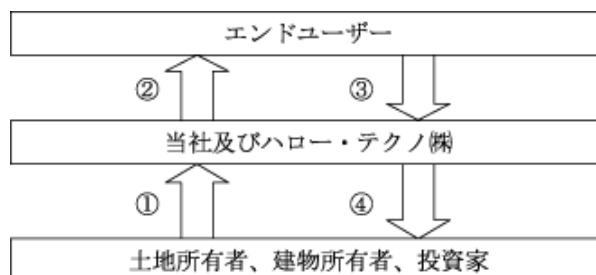 エンドユーザー
② ③
当社及びハロー・テクノ㈱
① ④
土地所有者、建物所有者、投資家